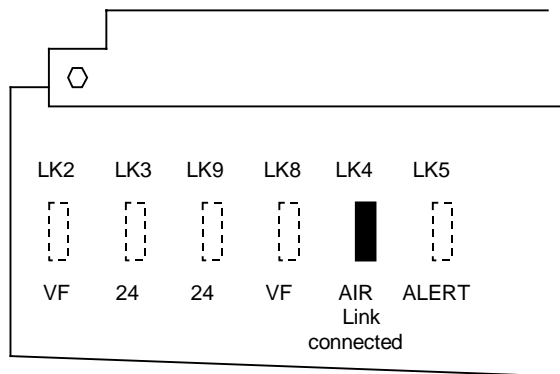 LK2 LK3 LK9 LK8 LK4 LK5
VF 24 24 VF AIR ALERT
Link
connected